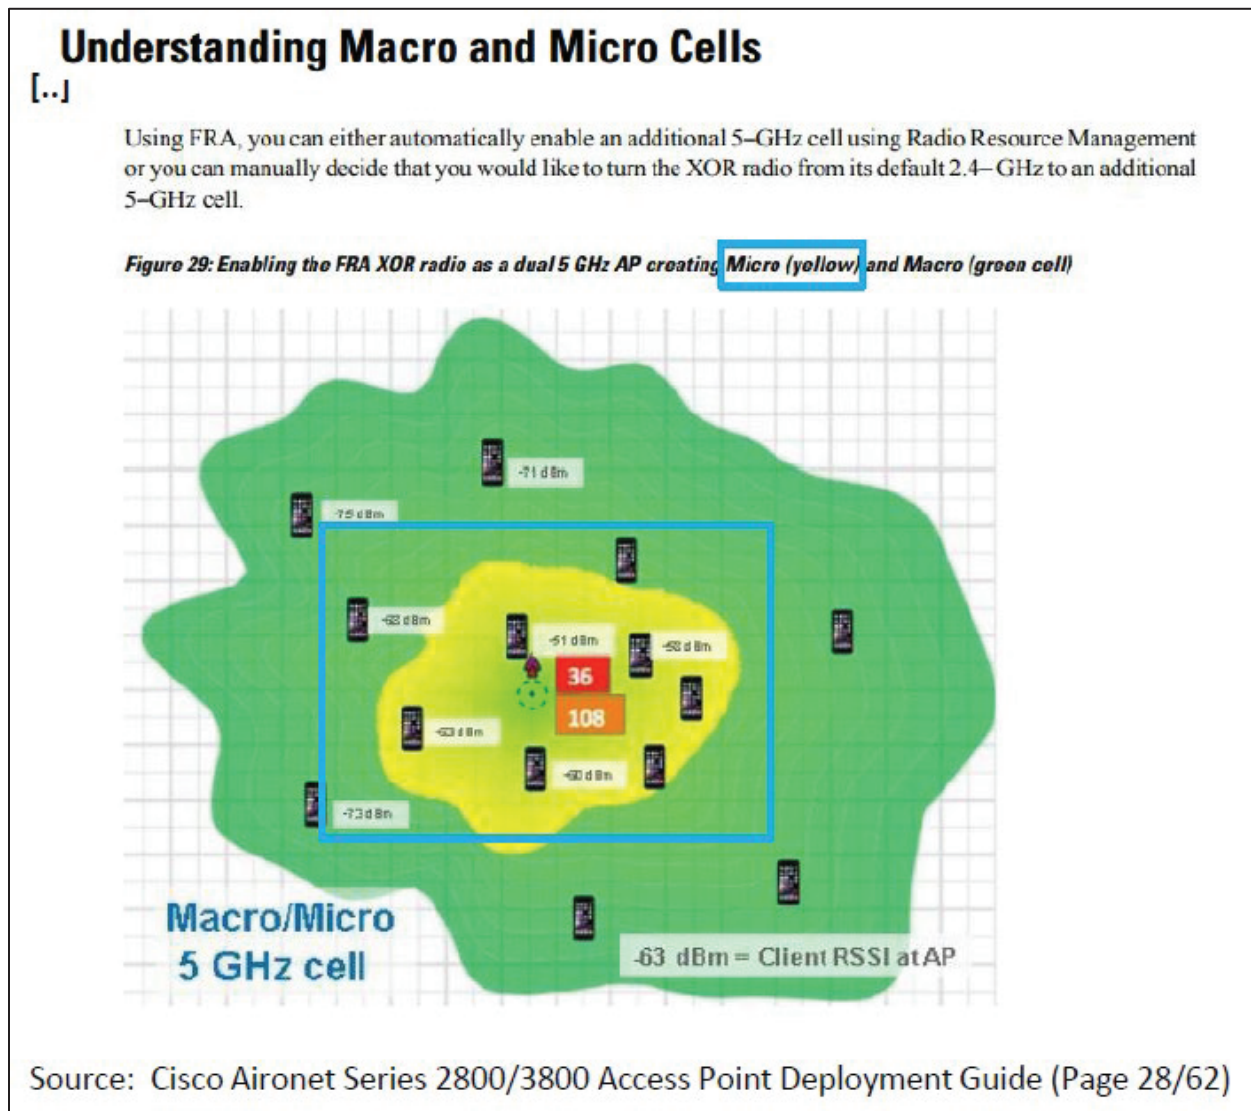 Understanding Macro and Micro Cells
[..]
Using FRA, you can either automatically enable an additional 5–GHz cell using Radio Resource Management
or you can manually decide that you would like to turn the XOR radio from its default 2.4– GHz to an additional
5–GHz cell.
Figure 29: Enabling the FRA XOR radio as a dual 5 GHz AP creating Micro (yellow) and Macro (green cell)
-71 dBm
-75 dBm
-68 dBm
-51 dBm
-58 dBm
36
108
-63 dBm
-60 dBm
-73 dBm
Macro/Micro
5 GHz cell
-63 dBm = Client RSSI at AP
Source: Cisco Aironet Series 2800/3800 Access Point Deployment Guide (Page 28/62)